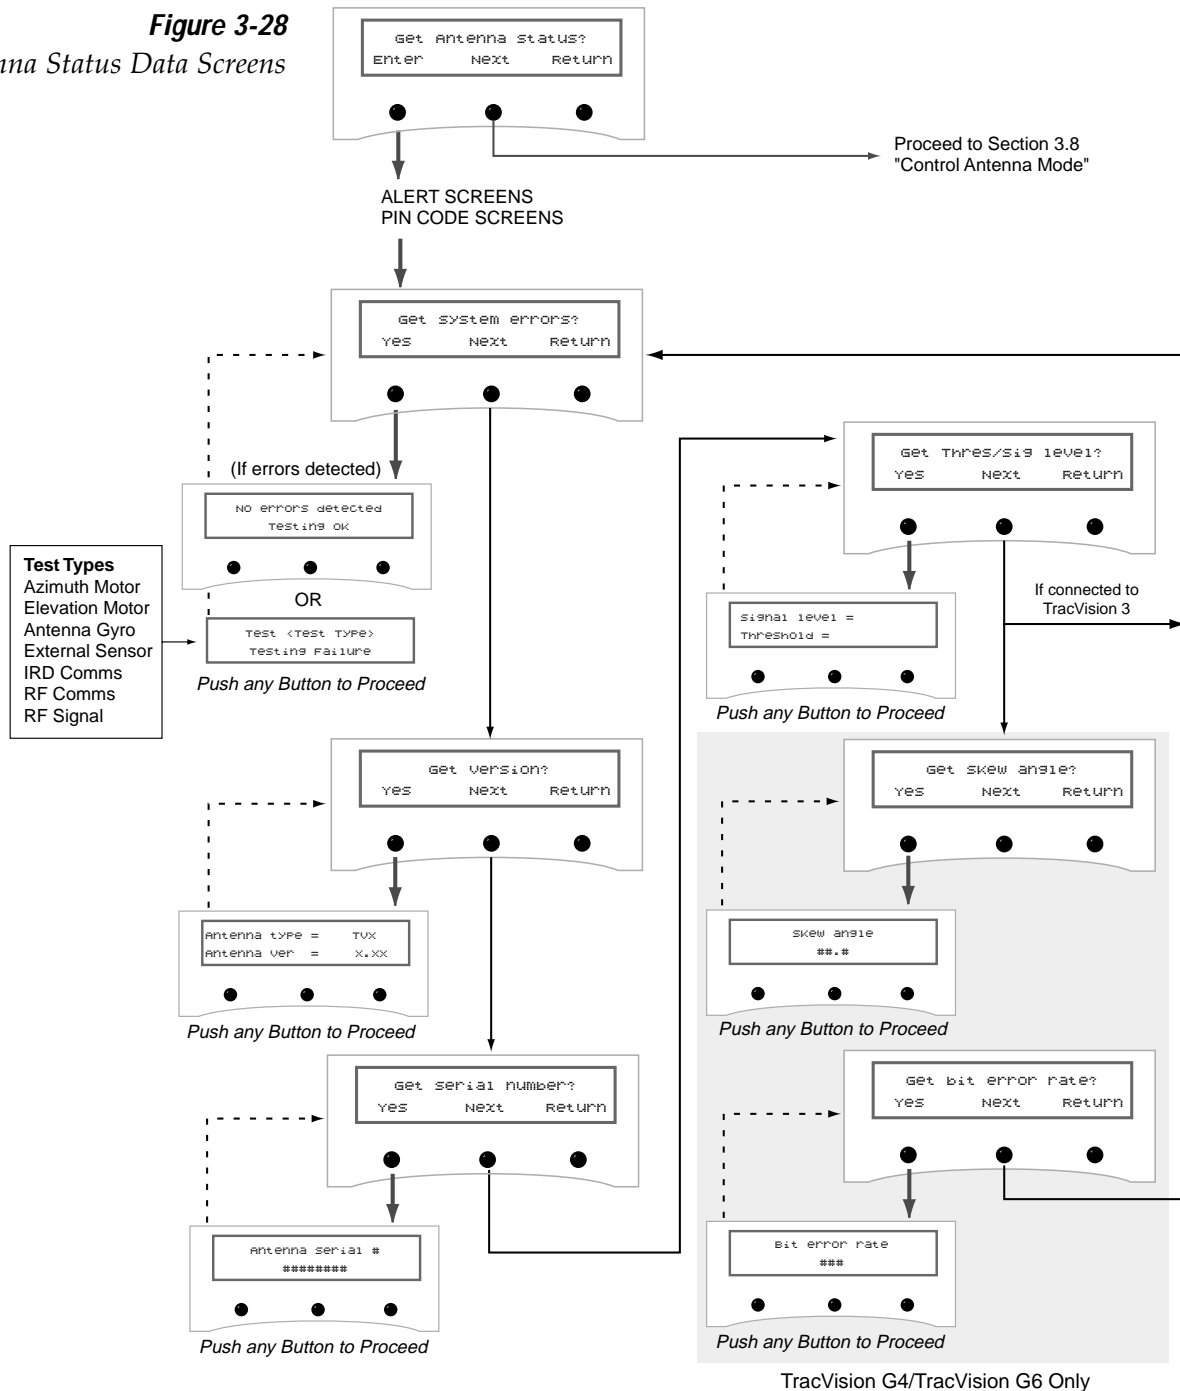 Figure 3-28
nna Status Data Screens
Get Antenna Status?
Enter Next Return
Proceed to Section 3.8
"Control Antenna Mode"
ALERT SCREENS
PIN CODE SCREENS
Get system errors?
Yes Next Return
(If errors detected)
No errors detected
Testing OK
OR
Test <Test Type>
Testing Failure
Push any Button to Proceed
Test Types
Azimuth Motor
Elevation Motor
Antenna Gyro
External Sensor
IRD Comms
RF Comms
RF Signal
Get version?
Yes Next Return
Antenna type = TVX
Antenna Ver = X.XX
Push any Button to Proceed
Get serial number?
Yes Next Return
Antenna Serial #
########
Push any Button to Proceed
Get Thres/Sig level?
Yes Next Return
If connected to
TracVision 3
Signal level =
Threshold =
Push any Button to Proceed
Get skew angle?
Yes Next Return
Skew angle
##.#
Push any Button to Proceed
Get bit error rate?
Yes Next Return
Bit error rate
###
Push any Button to Proceed
TracVision G4/TracVision G6 Only